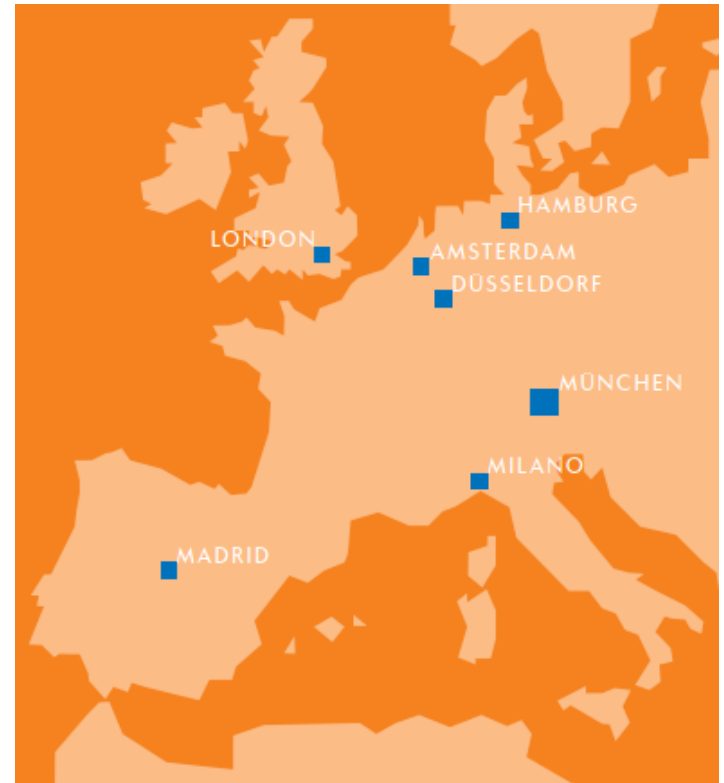 HAMBURG
LONDON
AMSTERDAM
DÜSSELDORF
MÜNCHEN
MILANO
MADRID